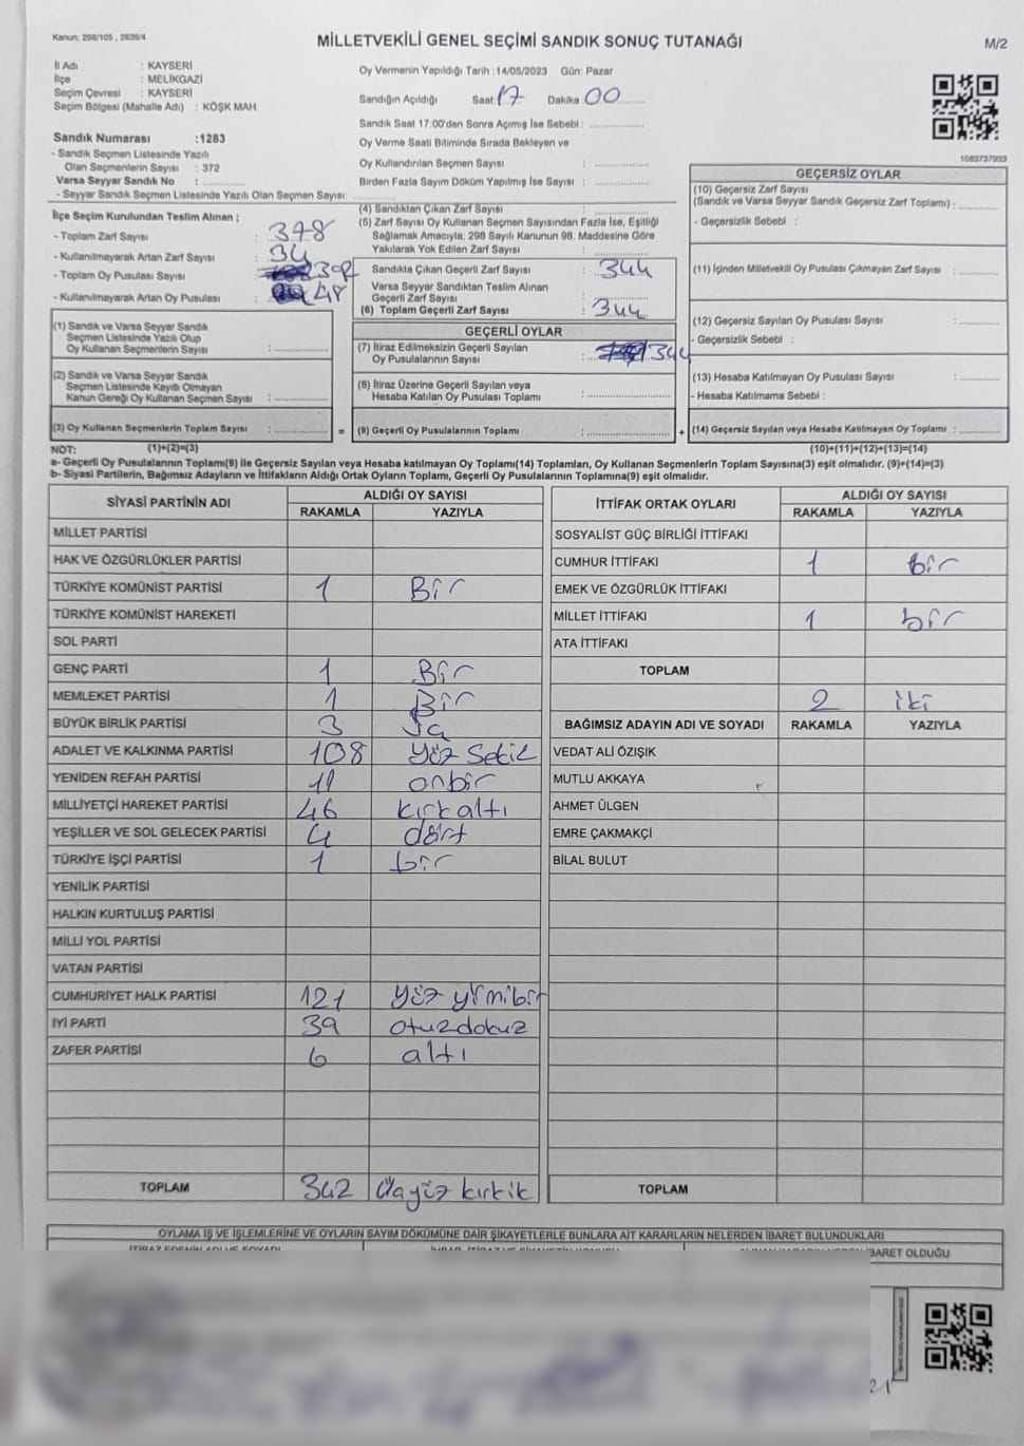 Kanun: 298/105 , 2839/4
MİLLETVEKİLİ GENEL SEÇİMİ SANDIK SONUÇ TUTANAĞI
M/2
İl Adı : KAYSERİ
İlçe : MELİKGAZİ
Seçim Çevresi : KAYSERİ
Seçim Bölgesi (Mahalle Adı) : KÖŞK MAH
Sandık Numarası :1283
- Sandık Seçmen Listesinde Yazılı
Olan Seçmenlerin Sayısı : 372
Varsa Seyyar Sandık No :
- Seyyar Sandık Seçmen Listesinde Yazılı Olan Seçmen Sayısı:
Oy Vermenin Yapıldığı Tarih :14/05/2023 Gün: Pazar
Sandığın Açıldığı Saat 17 Dakika 00
Sandık Saat 17:00'dan Sonra Açımış İse Sebebi :
Oy Verme Saati Bitiminde Sırada Bekleyen ve
Oy Kullandırılan Seçmen Sayısı :
Birden Fazla Sayım Döküm Yapılmış İse Sayısı :
1083737933
İlçe Seçim Kurulundan Teslim Alınan ;
- Toplam Zarf Sayısı : 378
- Kullanılmayarak Artan Zarf Sayısı : 34
- Toplam Oy Pusulası Sayısı :
- Kullanılmayarak Artan Oy Pusulası : 48
(4) Sandıktan Çıkan Zarf Sayısı :
(5) Zarf Sayısı Oy Kullanan Seçmen Sayısından Fazla İse, Eşitliği
Sağlamak Amacıyla; 298 Sayılı Kanunun 98. Maddesine Göre
Yakılarak Yok Edilen Zarf Sayısı :
Sandıkta Çıkan Geçerli Zarf Sayısı : 344
Varsa Seyyar Sandıktan Teslim Alınan
Geçerli Zarf Sayısı :
(6) Toplam Geçerli Zarf Sayısı : 344
GEÇERLİ OYLAR
(7) İtiraz Edilmeksizin Geçerli Sayılan
Oy Pusulalarının Sayısı : 344
(8) İtiraz Üzerine Geçerli Sayılan veya
Hesaba Katılan Oy Pusulası Toplamı :
(9) Geçerli Oy Pusulalarının Toplamı :
GEÇERSİZ OYLAR
(10) Geçersiz Zarf Sayısı
(Sandık ve Varsa Seyyar Sandık Geçersiz Zarf Toplamı) :
- Geçersizlik Sebebi :
(11) İçinden Milletvekili Oy Pusulası Çıkmayan Zarf Sayısı :
(12) Geçersiz Sayılan Oy Pusulası Sayısı :
- Geçersizlik Sebebi :
(13) Hesaba Katılmayan Oy Pusulası Sayısı :
- Hesaba Katılmama Sebebi :
(14) Geçersiz Sayılan veya Hesaba Katılmayan Oy Toplamı :
(1) Sandık ve Varsa Seyyar Sandık
Seçmen Listesinde Yazılı Olup
Oy Kullanan Seçmenlerin Sayısı :
(2) Sandık ve Varsa Seyyar Sandık
Seçmen Listesinde Kayıtlı Olmayan
Kanun Gereği Oy Kullanan Seçmen Sayısı :
(3) Oy Kullanan Seçmenlerin Toplam Sayısı :
= +
NOT: (1)+(2)=(3) (10)+(11)+(12)+(13)=(14)
a- Geçerli Oy Pusulalarının Toplamı(9) ile Geçersiz Sayılan veya Hesaba katılmayan Oy Toplamı(14) Toplamları, Oy Kullanan Seçmenlerin Toplam Sayısına(3) eşit olmalıdır. (9)+(14)=(3)
b- Siyasi Partilerin, Bağımsız Adayların ve İttifakların Aldığı Ortak Oyların Toplamı, Geçerli Oy Pusulalarının Toplamına(9) eşit olmalıdır.
SİYASİ PARTİNİN ADI ALDIĞI OY SAYISI
RAKAMLA YAZIYLA
MİLLET PARTİSİ
HAK VE ÖZGÜRLÜKLER PARTİSİ
TÜRKİYE KOMÜNİST PARTİSİ 1 Bir
TÜRKİYE KOMÜNİST HAREKETİ
SOL PARTİ
GENÇ PARTİ 1 Bir
MEMLEKET PARTİSİ 1 Bir
BÜYÜK BİRLİK PARTİSİ 3
ADALET VE KALKINMA PARTİSİ 108 yüz sekiz
YENİDEN REFAH PARTİSİ 11 onbir
MİLLİYETÇİ HAREKET PARTİSİ 46 kırkaltı
YEŞİLLER VE SOL GELECEK PARTİSİ 4 dört
TÜRKİYE İŞÇİ PARTİSİ 1 bir
YENİLİK PARTİSİ
HALKIN KURTULUŞ PARTİSİ
MİLLİ YOL PARTİSİ
VATAN PARTİSİ
CUMHURİYET HALK PARTİSİ 121 yüz yirmibir
İYİ PARTİ 39 otuzdokuz
ZAFER PARTİSİ 6 altı
TOPLAM 342 üçyüz kırkik
İTTİFAK ORTAK OYLARI ALDIĞI OY SAYISI
RAKAMLA YAZIYLA
SOSYALİST GÜÇ BİRLİĞİ İTTİFAKI
CUMHUR İTTİFAKI 1 bir
EMEK VE ÖZGÜRLÜK İTTİFAKI
MİLLET İTTİFAKI 1 bir
ATA İTTİFAKI
TOPLAM
2 iki
BAĞIMSIZ ADAYIN ADI VE SOYADI RAKAMLA YAZIYLA
VEDAT ALİ ÖZIŞIK
MUTLU AKKAYA
AHMET ÜLGEN
EMRE ÇAKMAKÇİ
BİLAL BULUT
TOPLAM
OYLAMA İŞ VE İŞLEMLERİNE VE OYLARIN SAYIM DÖKÜMÜNE DAİR ŞİKAYETLERLE BUNLARA AİT KARARLARIN NELERDEN İBARET BULUNDUKLARI
BARET OLDUĞU
21